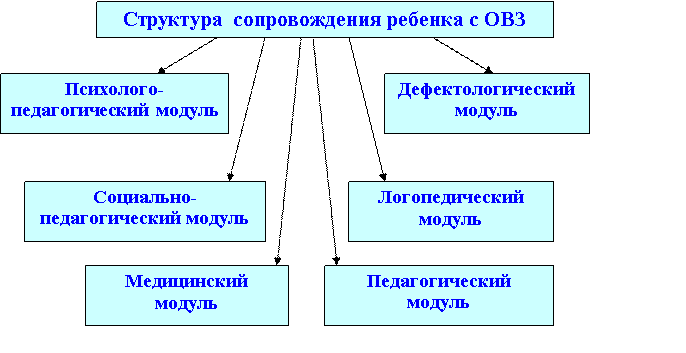 Структура сопровождения ребенка с ОВЗ
Психолого-
педагогический модуль
Дефектологический
модуль
Социально-
педагогический модуль
Логопедический
модуль
Медицинский
модуль
Педагогический
модуль